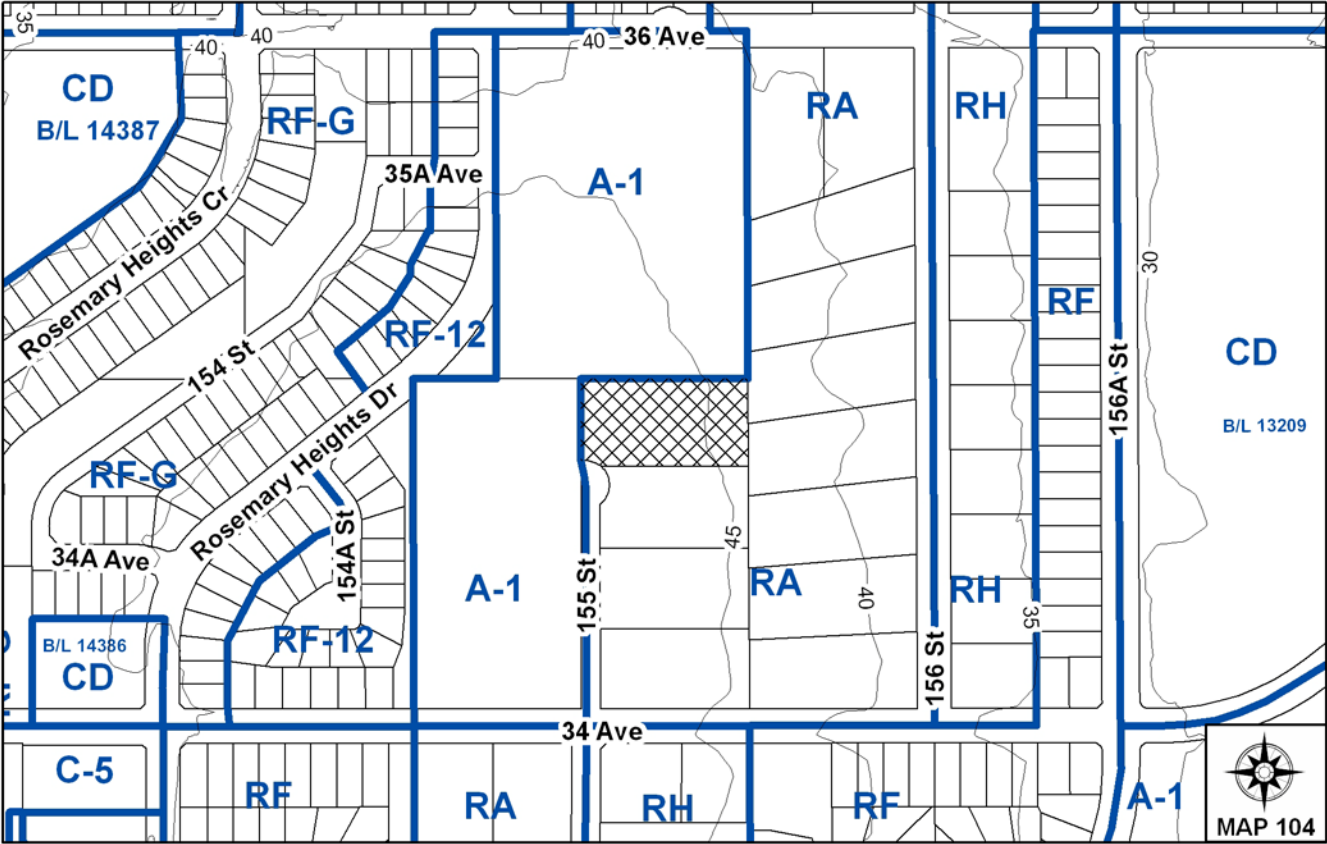 35
40
40
40
36 Ave
CD
B/L 14387
RF-G
RA
RH
35A Ave
A-1
Rosemary Heights Cr
30
RF
RF-12
154 St
156A St
CD
B/L 13209
Rosemary Heights Dr
RF-G
45
34A Ave
154A St
A-1
155 St
RA
40
RH
35
B/L 14386
CD
RF-12
156 St
34 Ave
C-5
RF
RA
RH
RF
A-1
MAP 104